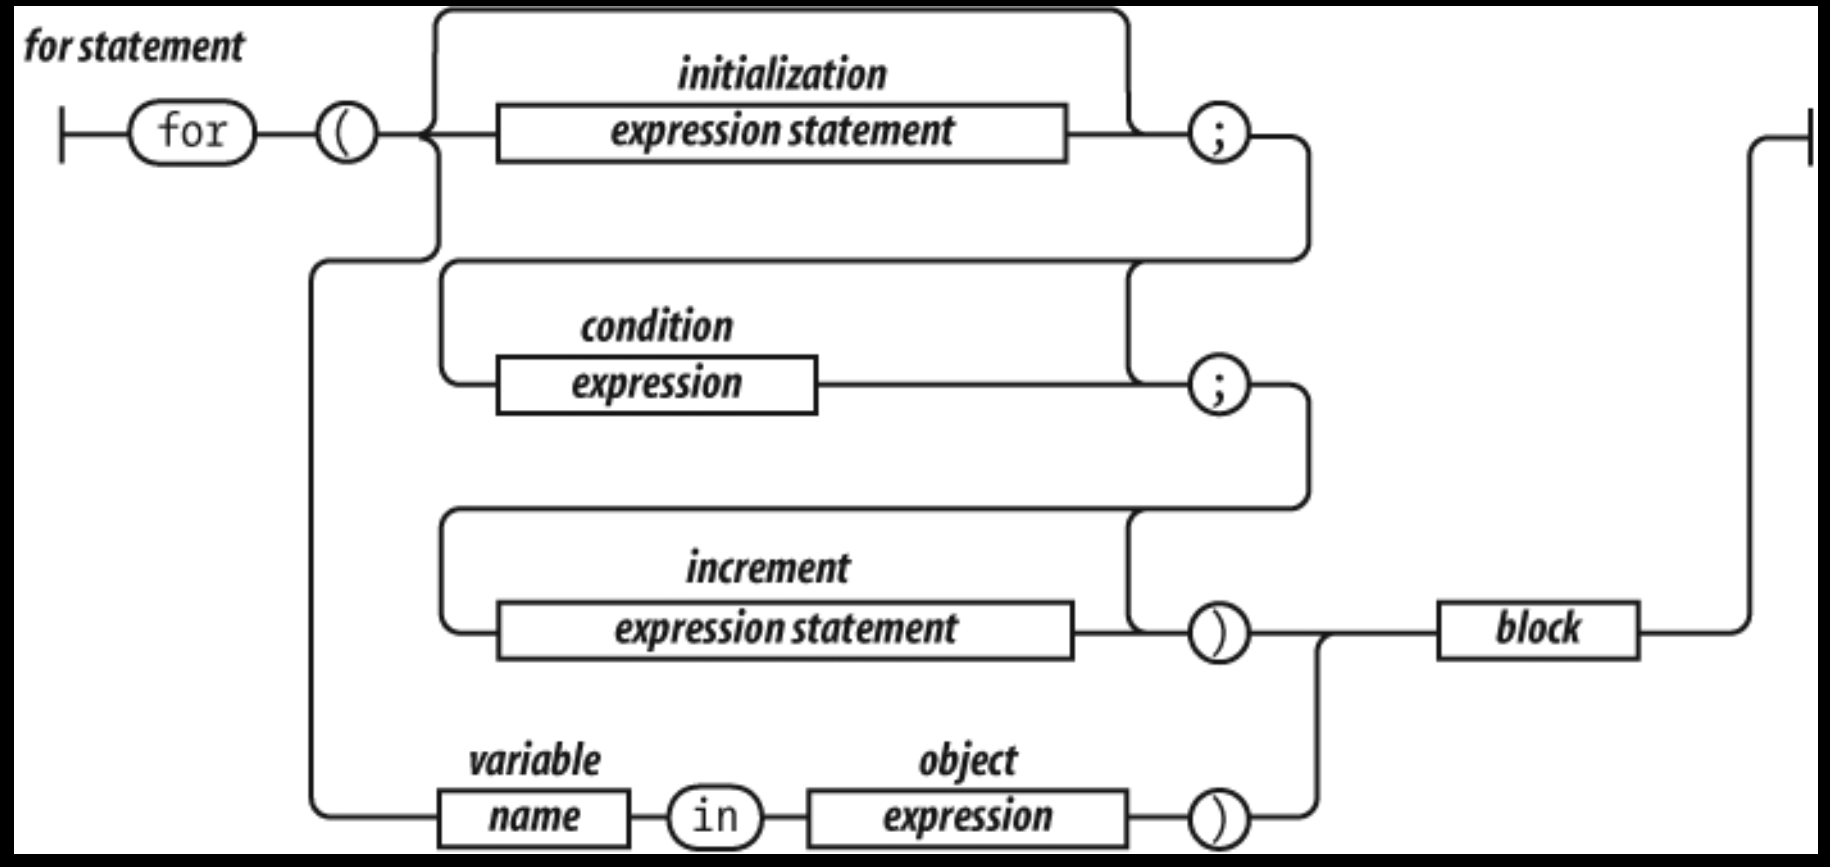 for statement
initialization
for ( expression statement ;
condition
expression ;
increment
expression statement ) block
variable object
name in expression )